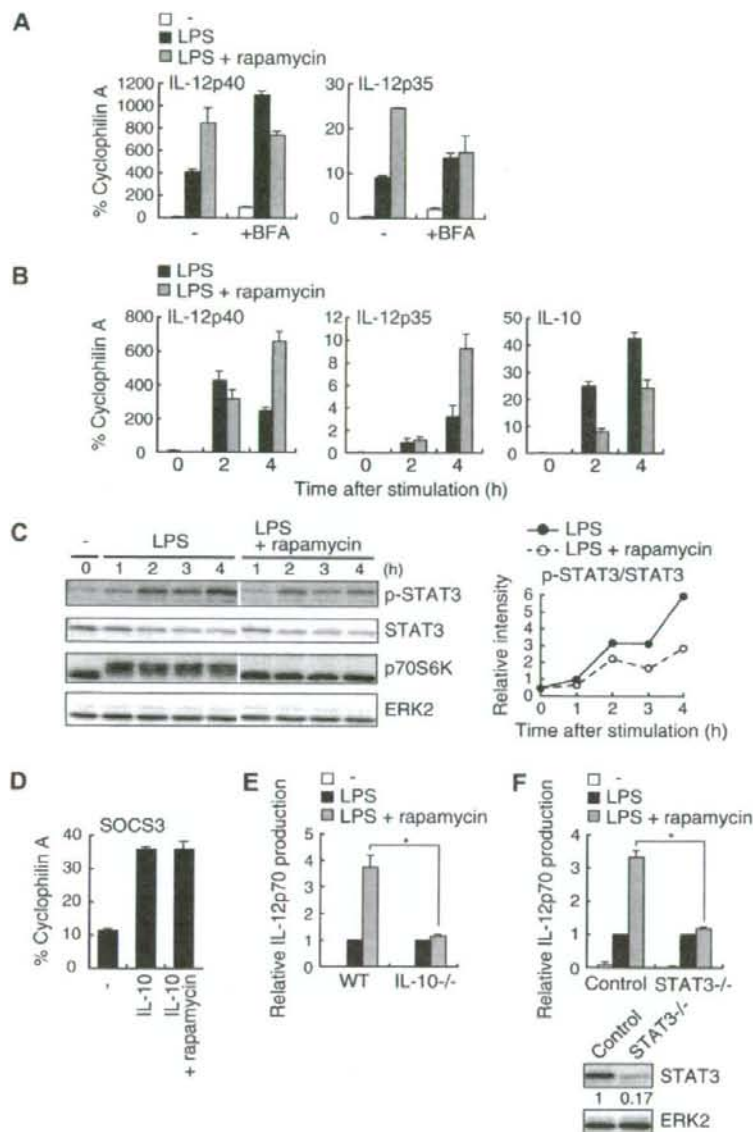 A
-
LPS
LPS + rapamycin
IL-12p40
IL-12p35
% Cyclophilin A
1200
1000
800
600
400
200
0
30
20
10
0
- +BFA
- +BFA
B
LPS
LPS + rapamycin
IL-12p40
IL-12p35
IL-10
% Cyclophilin A
800
600
400
200
0
12
10
8
6
4
2
0
50
40
30
20
10
0
0 2 4
0 2 4
0 2 4
Time after stimulation (h)
C
- LPS LPS + rapamycin
0 1 2 3 4 1 2 3 4 (h)
p-STAT3
STAT3
p70S6K
ERK2
LPS
LPS + rapamycin
p-STAT3/STAT3
Relative intensity
6
5
4
3
2
1
0
0 1 2 3 4
Time after stimulation (h)
D
SOCS3
% Cyclophilin A
40
30
20
10
0
-
IL-10
IL-10 + rapamycin
E
-
LPS
LPS + rapamycin
Relative IL-12p70 production
5
4
3
2
1
0
*
WT IL-10-/-
F
-
LPS
LPS + rapamycin
Relative IL-12p70 production
4
3
2
1
0
*
Control STAT3-/-
Control STAT3-/-
STAT3
1 0.17
ERK2